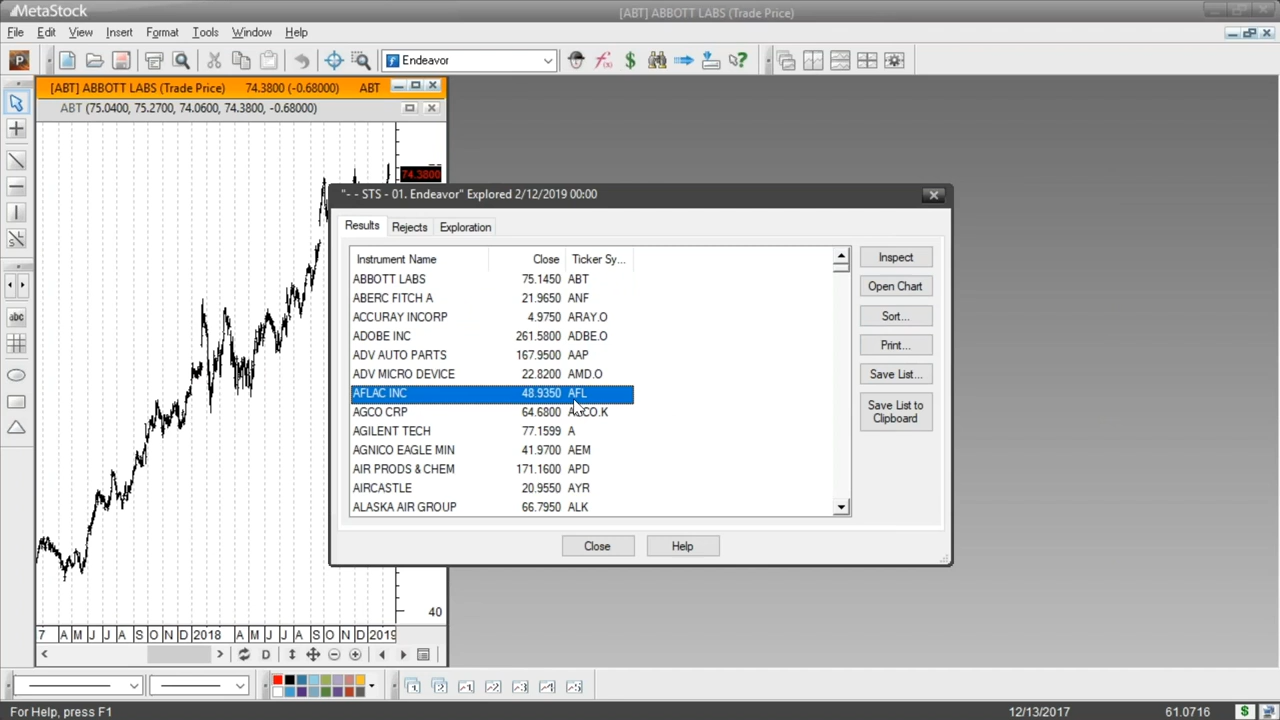 MetaStock
[ABT] ABBOTT LABS (Trade Price)
File Edit View Insert Format Tools Window Help
P
Endeavor
[ABT] ABBOTT LABS (Trade Price) 74.3800 (-0.68000) ABT
ABT (75.0400, 75.2700, 74.0600, 74.3800, -0.68000)
74.3800
"- - STS - 01. Endeavor" Explored 2/12/2019 00:00
Results Rejects Exploration
Instrument Name Close Ticker Sy...
ABBOTT LABS 75.1450 ABT
ABERC FITCH A 21.9650 ANF
ACCURAY INCORP 4.9750 ARAY.O
ADOBE INC 261.5800 ADBE.O
ADV AUTO PARTS 167.9500 AAP
ADV MICRO DEVICE 22.8200 AMD.O
AFLAC INC 48.9350 AFL
AGCO CRP 64.6800 AGCO.K
AGILENT TECH 77.1599 A
AGNICO EAGLE MIN 41.9700 AEM
AIR PRODS & CHEM 171.1600 APD
AIRCASTLE 20.9550 AYR
ALASKA AIR GROUP 66.7950 ALK
Inspect
Open Chart
Sort...
Print...
Save List...
Save List to
Clipboard
Close Help
abc
40
7 A M J J A S O N D 2018 A M J J A S O N D 2019
D
For Help, press F1
12/13/2017 61.0716